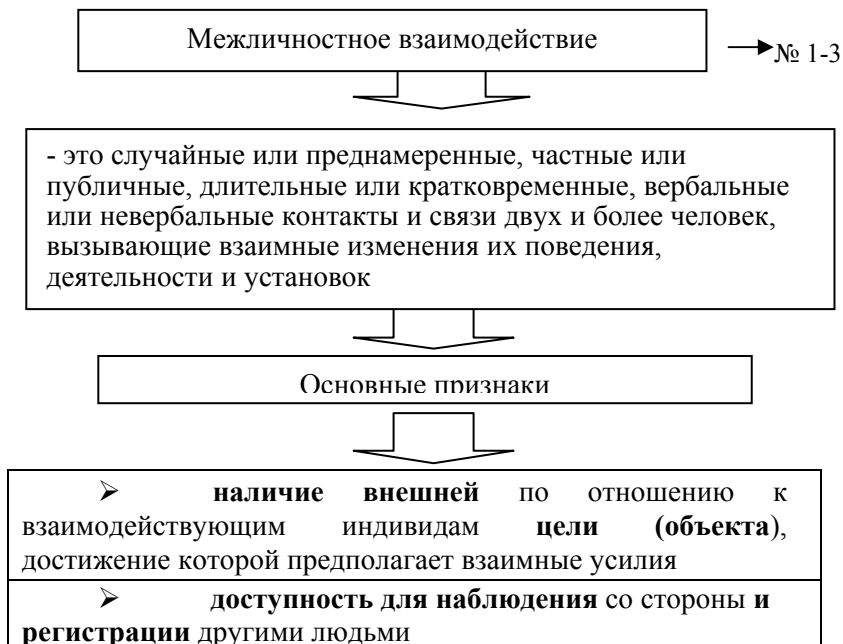 Межличностное взаимодействие
№ 1-3
- это случайные или преднамеренные, частные или
публичные, длительные или кратковременные, вербальные
или невербальные контакты и связи двух и более человек,
вызывающие взаимные изменения их поведения,
деятельности и установок
Основные признаки
➢ наличие внешней по отношению к
взаимодействующим индивидам цели (объекта),
достижение которой предполагает взаимные усилия
➢ доступность для наблюдения со стороны и
регистрации другими людьми